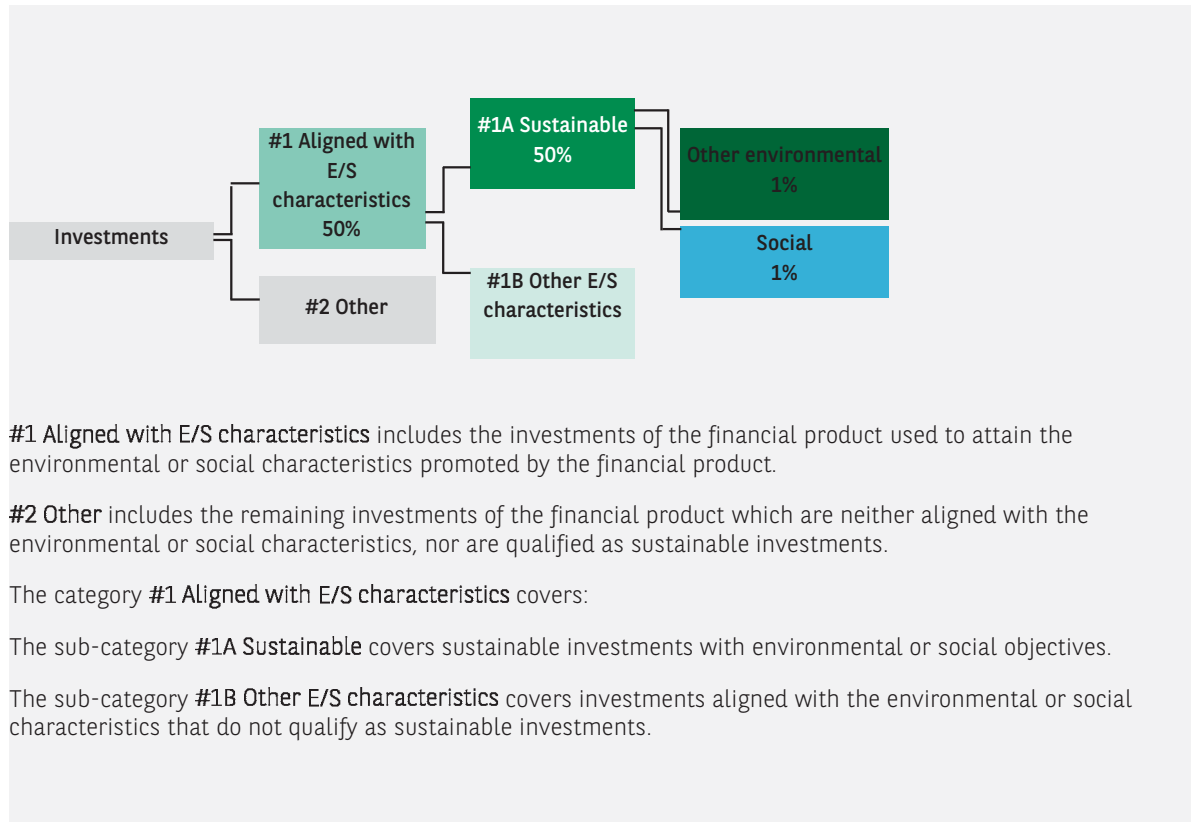 Investments
#1 Aligned with
E/S
characteristics
50%
#2 Other
#1A Sustainable
50%
#1B Other E/S
characteristics
Other environmental
1%
Social
1%
#1 Aligned with E/S characteristics includes the investments of the financial product used to attain the
environmental or social characteristics promoted by the financial product.
#2 Other includes the remaining investments of the financial product which are neither aligned with the
environmental or social characteristics, nor are qualified as sustainable investments.
The category #1 Aligned with E/S characteristics covers:
The sub-category #1A Sustainable covers sustainable investments with environmental or social objectives.
The sub-category #1B Other E/S characteristics covers investments aligned with the environmental or social
characteristics that do not qualify as sustainable investments.